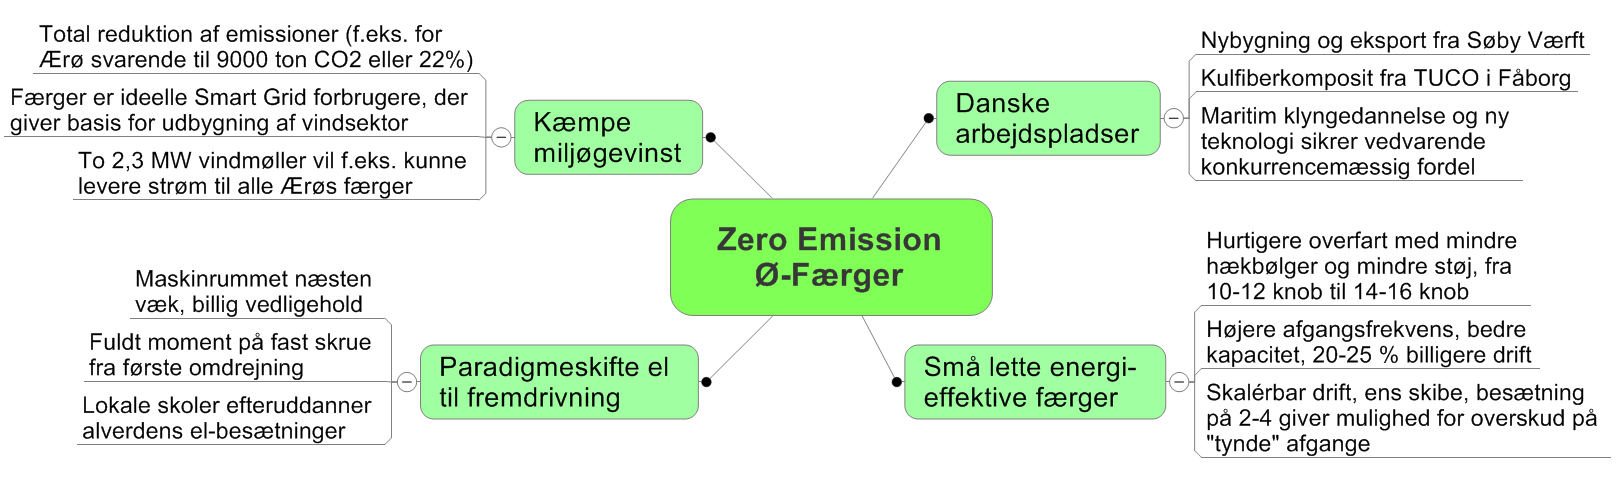 Total reduktion af emissioner (f.eks. for
Ærø svarende til 9000 ton CO2 eller 22%)
Færger er ideelle Smart Grid forbrugere, der
giver basis for udbygning af vindsektor
To 2,3 MW vindmøller vil f.eks. kunne
levere strøm til alle Ærøs færger
Kæmpe
miljøgevinst
Danske
arbejdspladser
Nybygning og eksport fra Søby Værft
Kulfiberkomposit fra TUCO i Fåborg
Maritim klyngedannelse og ny
teknologi sikrer vedvarende
konkurrencemæssig fordel
Zero Emission
Ø-Færger
Maskinrummet næsten
væk, billig vedligehold
Fuldt moment på fast skrue
fra første omdrejning
Lokale skoler efteruddanner
alverdens el-besætninger
Paradigmeskifte el
til fremdrivning
Små lette energi-
effektive færger
Hurtigere overfart med mindre
hækbølger og mindre støj, fra
10-12 knob til 14-16 knob
Højere afgangsfrekvens, bedre
kapacitet, 20-25 % billigere drift
Skalérbar drift, ens skibe, besætning
på 2-4 giver mulighed for overskud på
"tynde" afgange